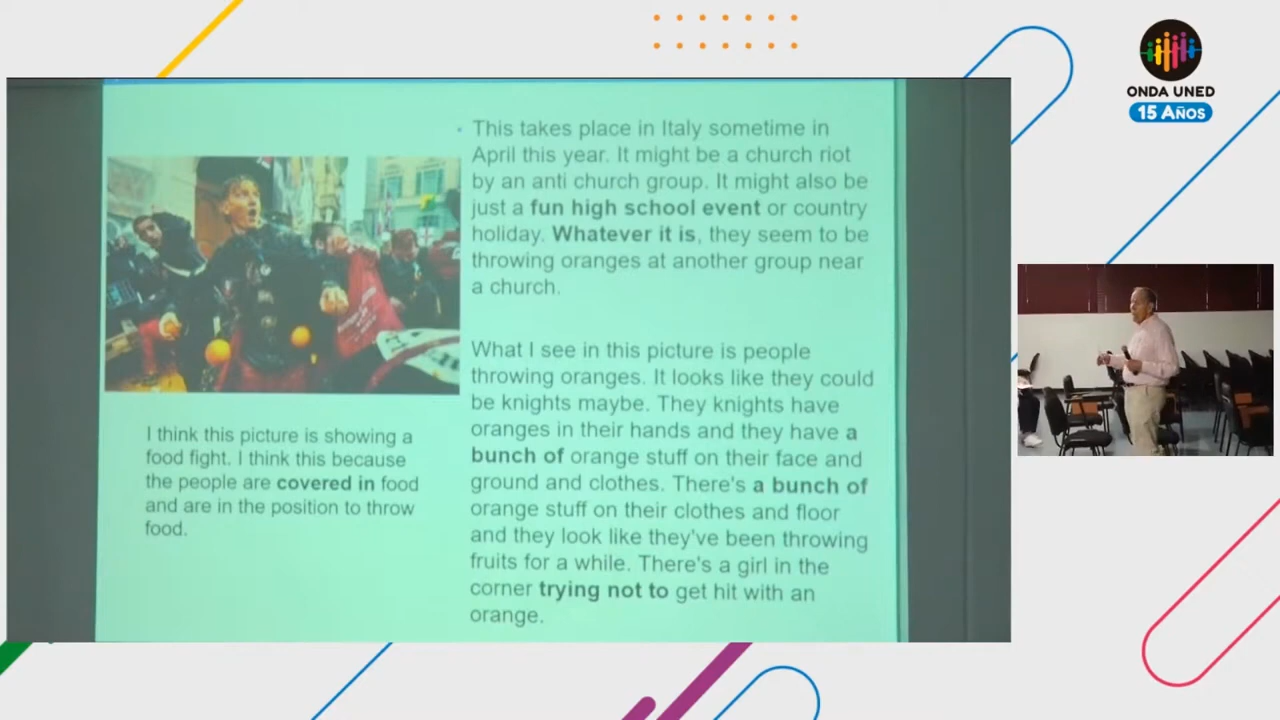 ONDA UNED
15 AÑOS
This takes place in Italy sometime in
April this year. It might be a church riot
by an anti church group. It might also be
just a fun high school event or country
holiday. Whatever it is, they seem to be
throwing oranges at another group near
a church.
What I see in this picture is people
throwing oranges. It looks like they could
be knights maybe. They knights have
oranges in their hands and they have a
bunch of orange stuff on their face and
ground and clothes. There's a bunch of
orange stuff on their clothes and floor
and they look like they've been throwing
fruits for a while. There's a girl in the
corner trying not to get hit with an
orange.
I think this picture is showing a
food fight. I think this because
the people are covered in food
and are in the position to throw
food.